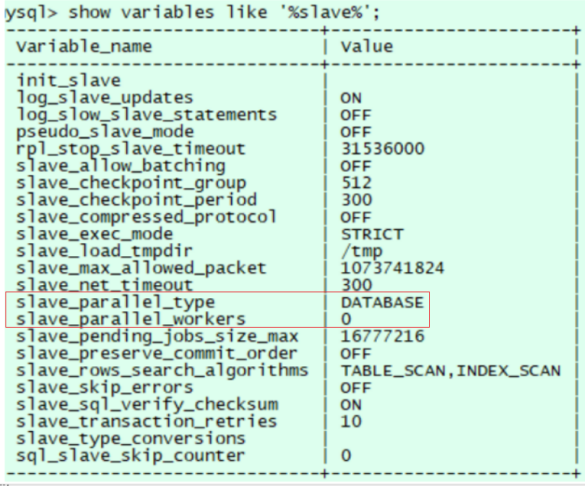 ysql> show variables like '%slave%';
-----------------------------+-----------------------+
Variable_name | Value
-----------------------------+-----------------------+
init_slave | |
log_slave_updates | ON |
log_slow_slave_statements | OFF |
pseudo_slave_mode | OFF |
rpl_stop_slave_timeout | 31536000 |
slave_allow_batching | OFF |
slave_checkpoint_group | 512 |
slave_checkpoint_period | 300 |
slave_compressed_protocol | OFF |
slave_exec_mode | STRICT |
slave_load_tmpdir | /tmp |
slave_max_allowed_packet | 1073741824 |
slave_net_timeout | 300 |
slave_parallel_type | DATABASE |
slave_parallel_workers | 0 |
slave_pending_jobs_size_max | 16777216 |
slave_preserve_commit_order | OFF |
slave_rows_search_algorithms | TABLE_SCAN,INDEX_SCAN |
slave_skip_errors | OFF |
slave_sql_verify_checksum | ON |
slave_transaction_retries | 10 |
slave_type_conversions | |
sql_slave_skip_counter | 0 |
-----------------------------+-----------------------+